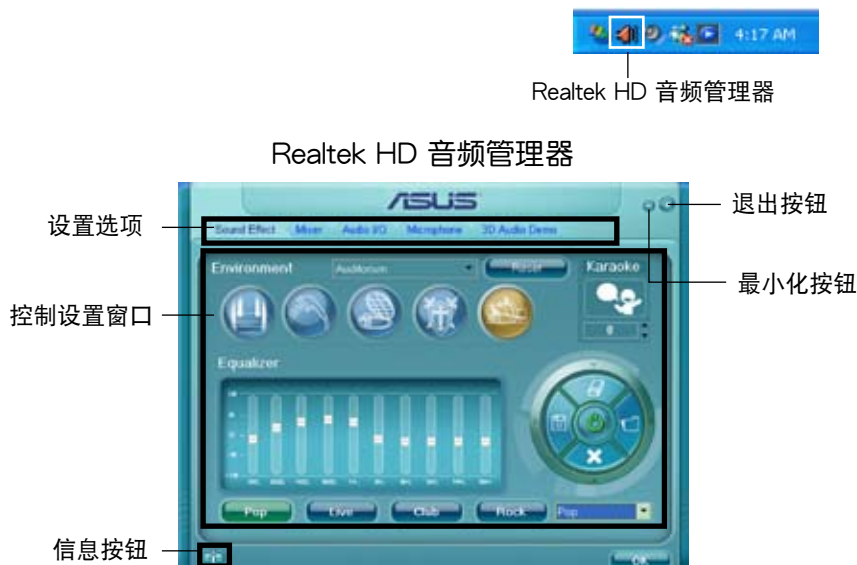 4:17 AM
Realtek HD 音频管理器
Realtek HD 音频管理器
ASUS
设置选项
退出按钮
Sound Effect Mixer Audio I/O Microphone 3D Audio Demo
Environment Auditorium Reset Karaoke
最小化按钮
控制设置窗口
0
Equalizer
Pop Live Club Rock Pop
信息按钮
OK